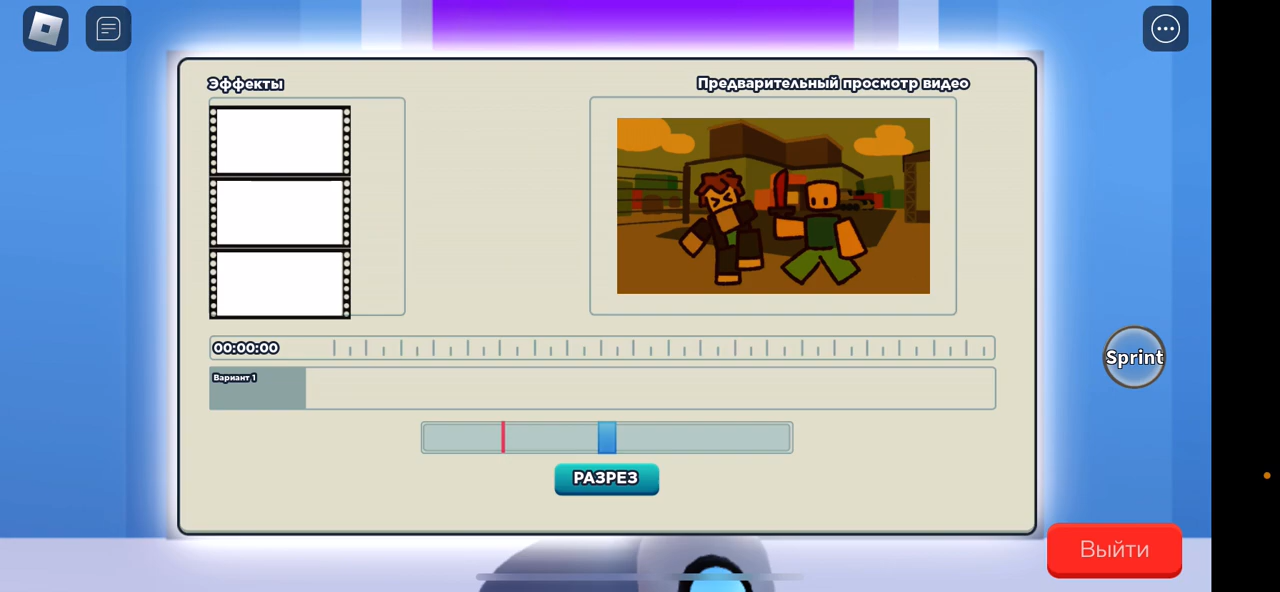 Эффекты
Предварительный просмотр видео
00:00:00
Вариант 1
Sprint
РАЗРЕЗ
Выйти